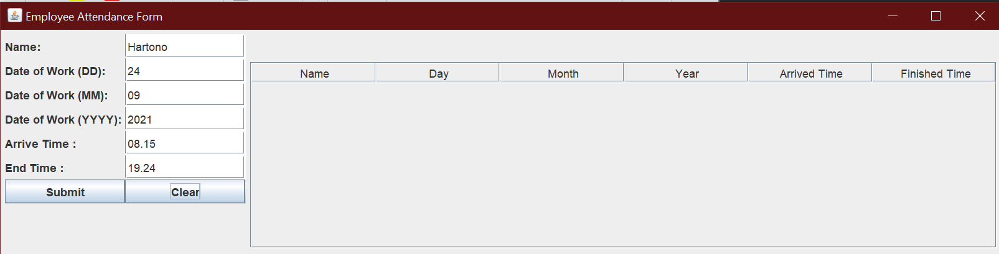 Employee Attendance Form
Name: Hartono
Date of Work (DD): 24
Date of Work (MM): 09
Date of Work (YYYY): 2021
Arrive Time : 08.15
End Time : 19.24
Submit Clear
Name Day Month Year Arrived Time Finished Time